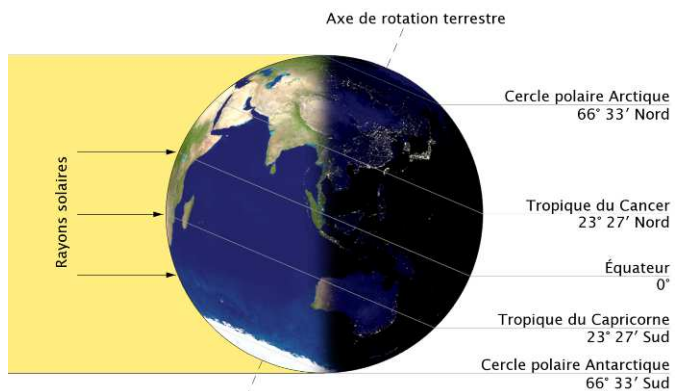 Axe de rotation terrestre
Cercle polaire Arctique
66° 33′ Nord
Rayons solaires
Tropique du Cancer
23° 27′ Nord
Équateur
0°
Tropique du Capricorne
23° 27′ Sud
Cercle polaire Antarctique
66° 33′ Sud